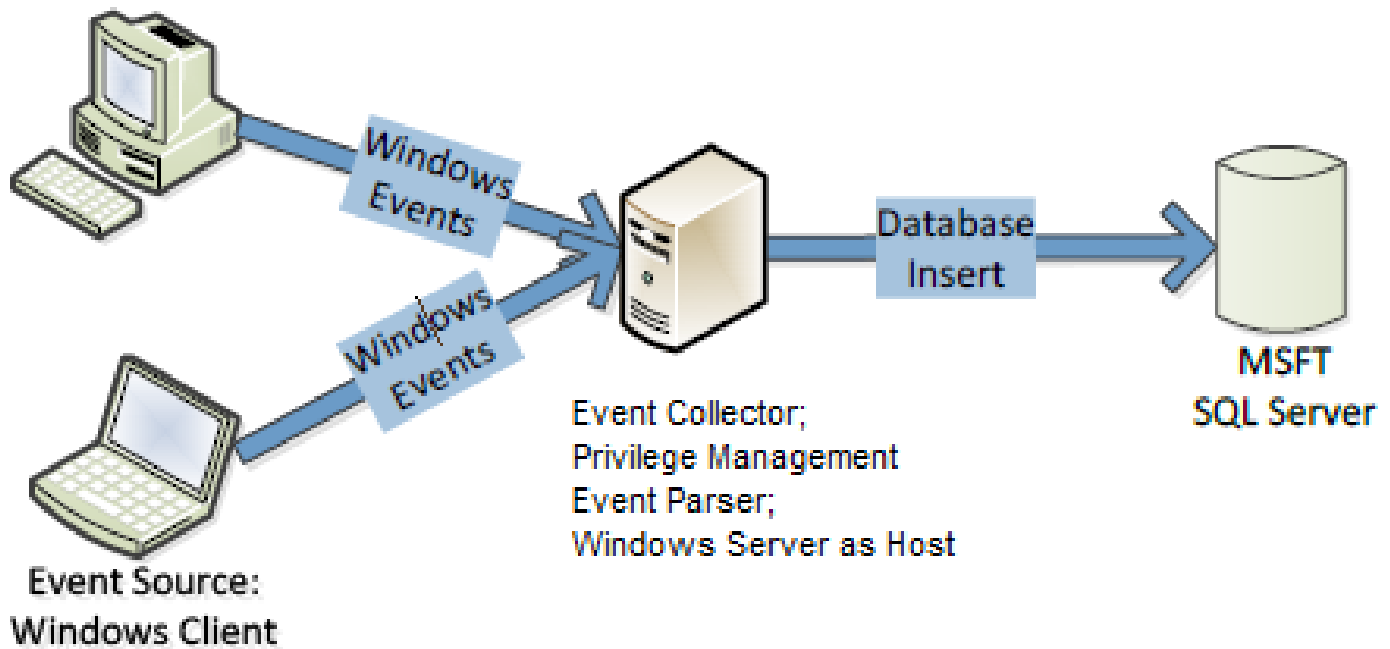 Windows
Events
Windows
Events
Database
Insert
MSFT
SQL Server
Event Collector;
Privilege Management
Event Parser;
Windows Server as Host
Event Source:
Windows Client